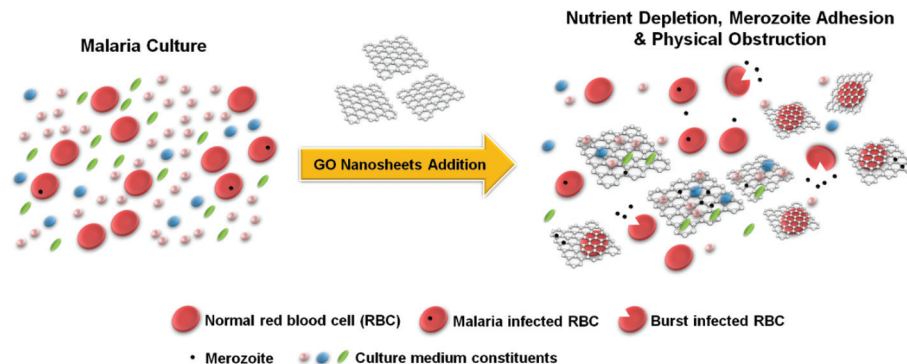 Malaria Culture
Nutrient Depletion, Merozoite Adhesion
& Physical Obstruction
GO Nanosheets Addition
Normal red blood cell (RBC)
Malaria infected RBC
Burst infected RBC
Merozoite
Culture medium constituents